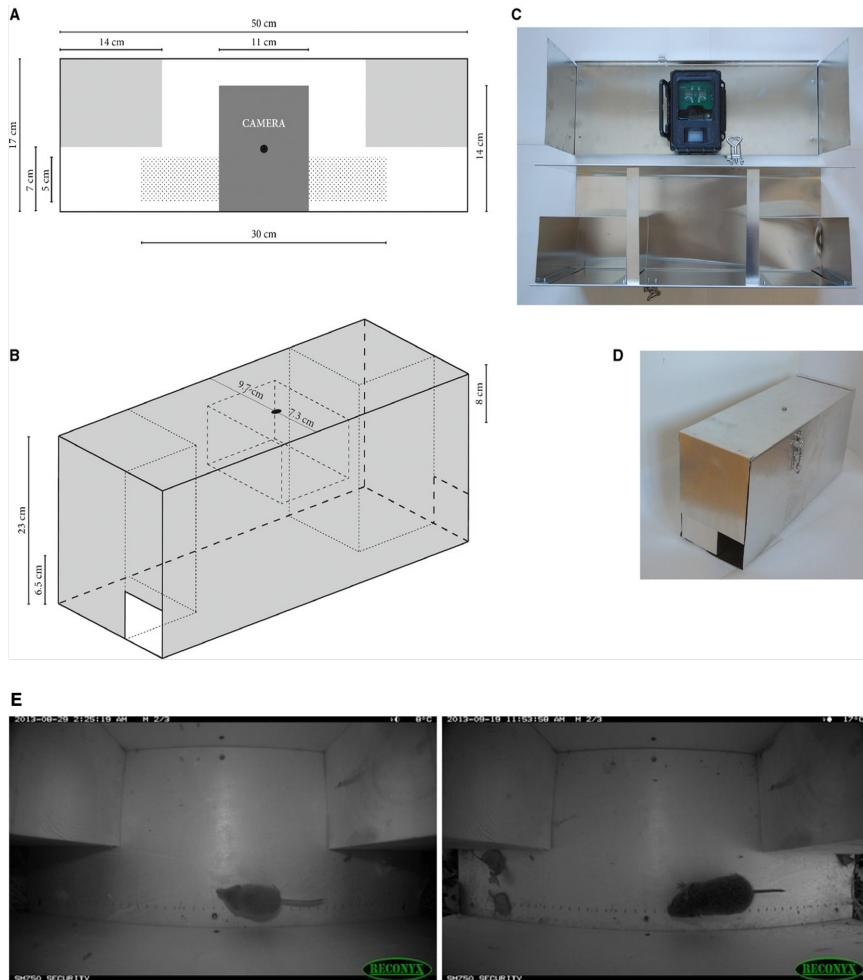 A
50 cm
14 cm
11 cm
17 cm
7 cm
5 cm
CAMERA
14 cm
30 cm
B
9.7 cm
7.3 cm
8 cm
23 cm
6.5 cm
C
D
E
2013-08-29 2:25:19 AM M 2/3 8°C
SM750 SECURITY
RECONYX
2013-09-19 11:53:58 AM M 2/3 17°C
SM750 SECURITY
RECONYX